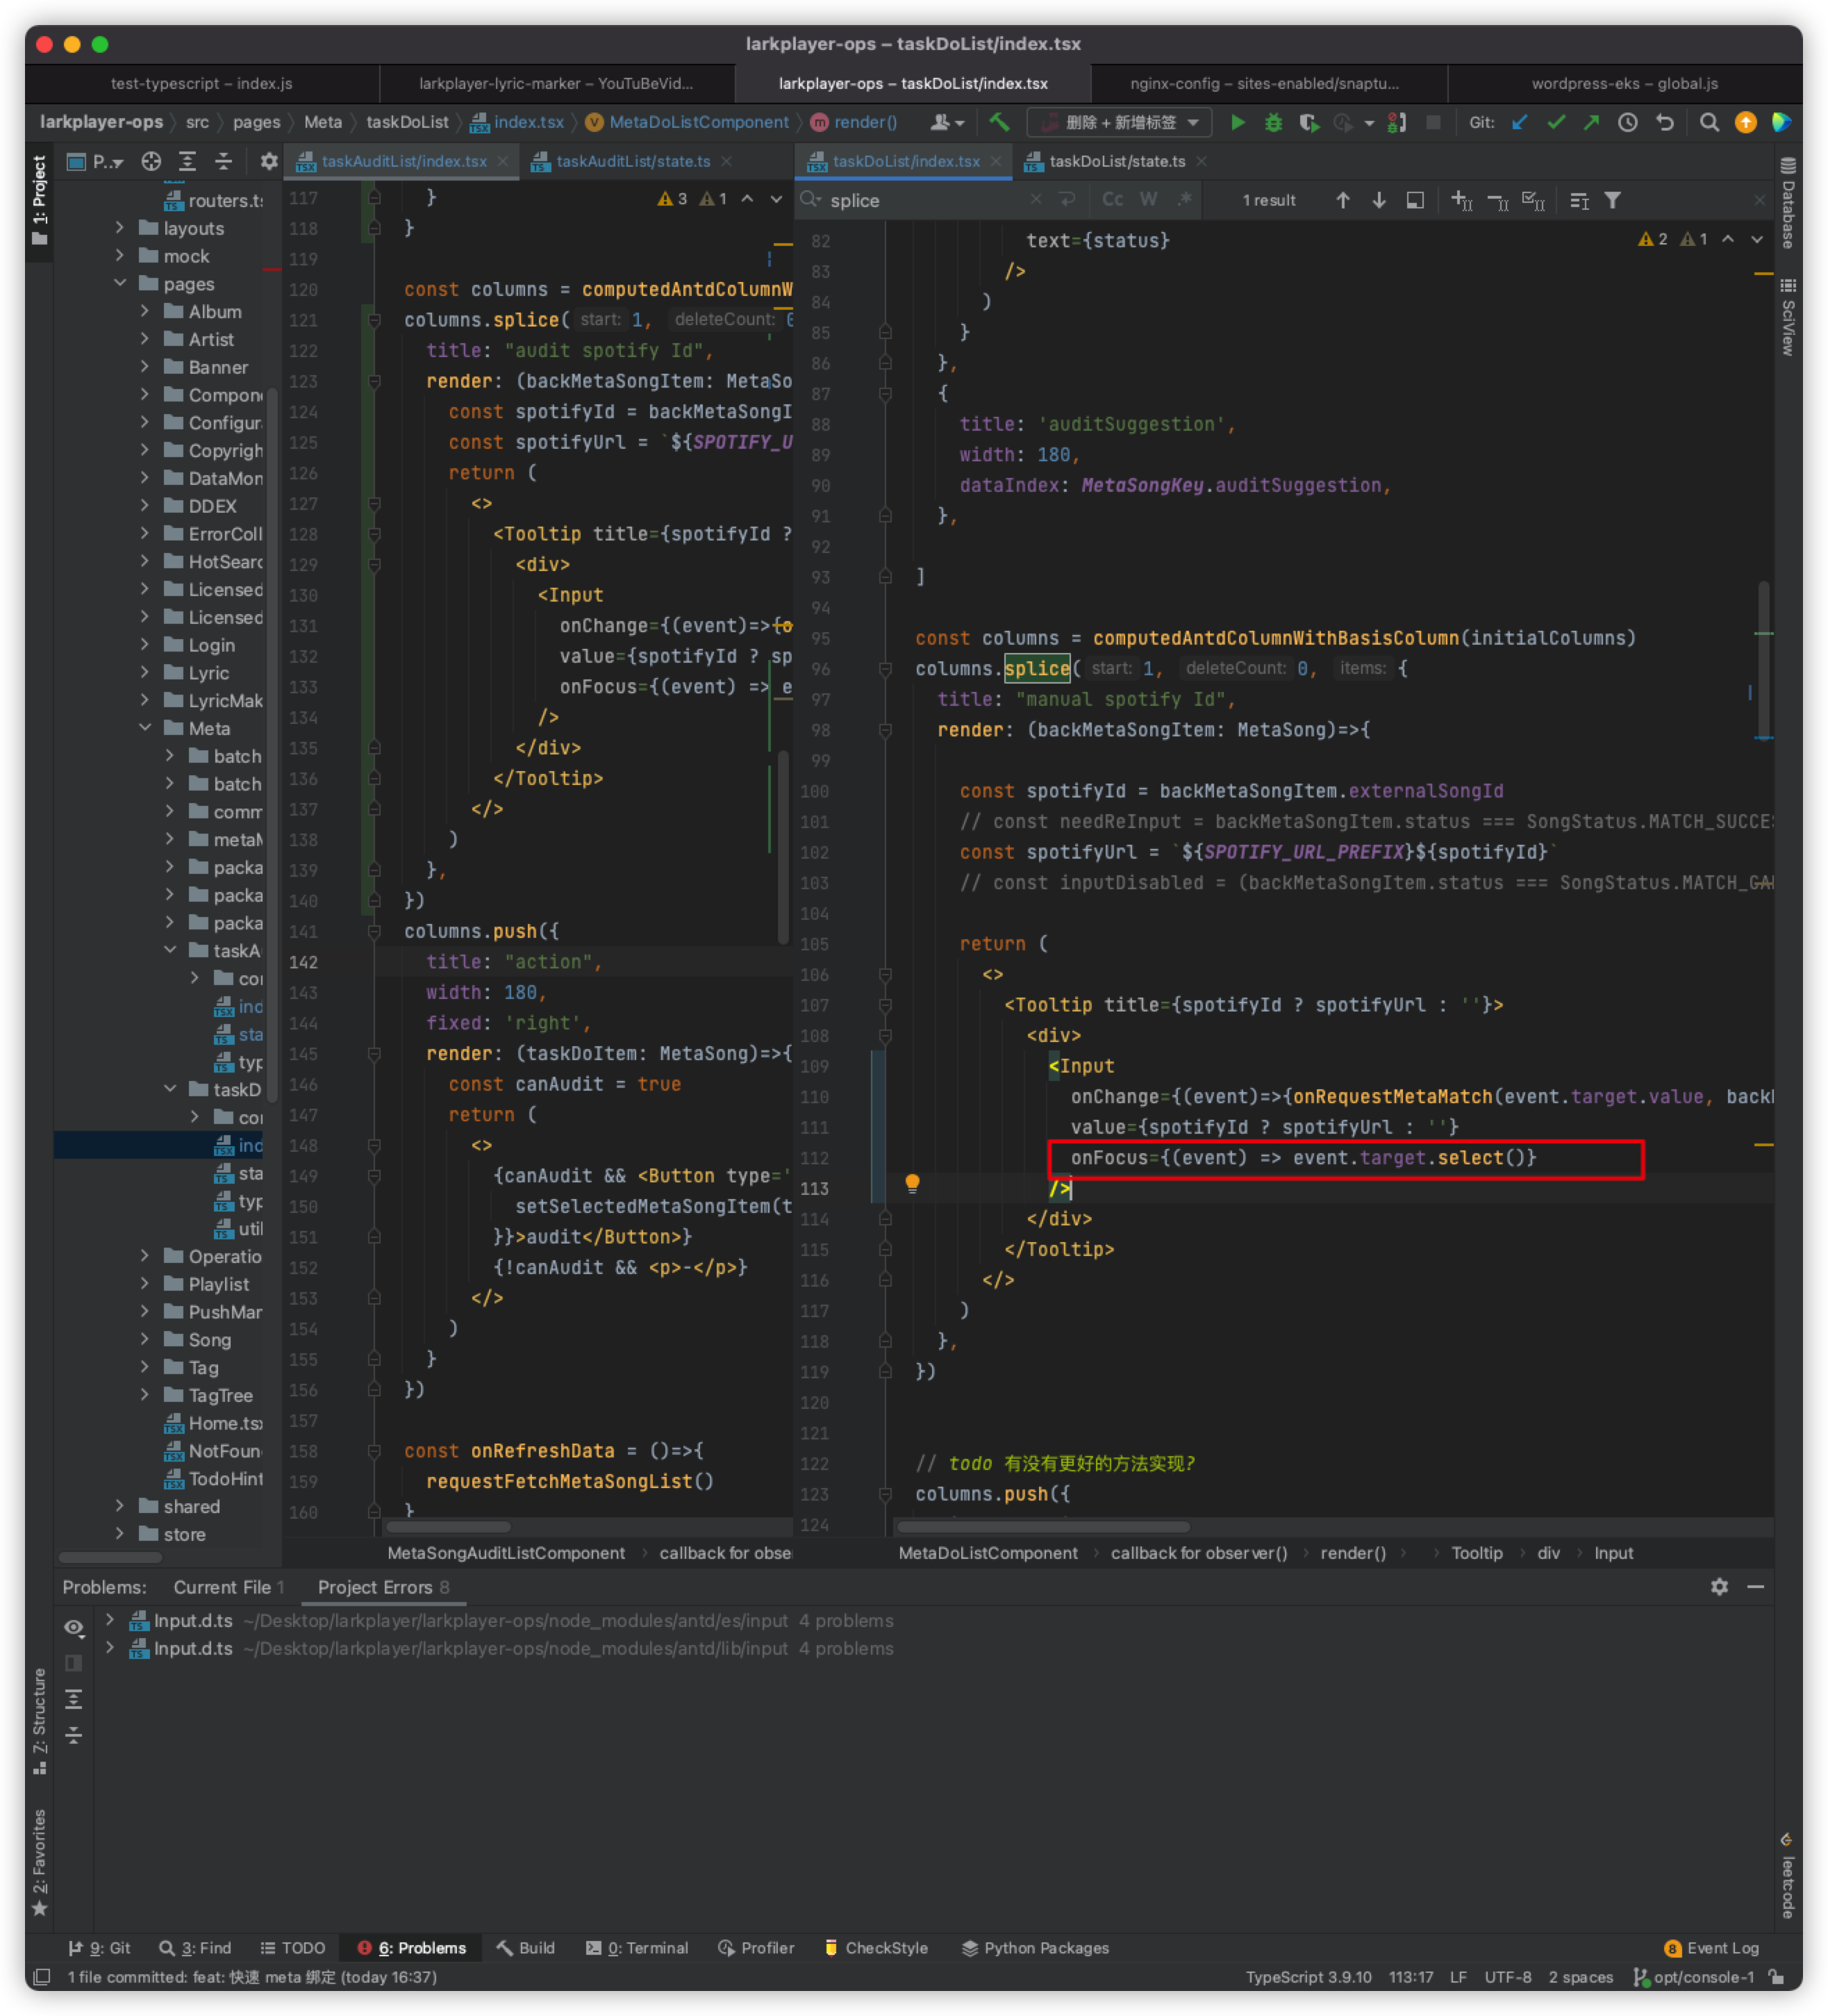 larkplayer-ops – taskDoList/index.tsx
test-typescript – index.js
larkplayer-lyric-marker – YouTuBeVid...
larkplayer-ops – taskDoList/index.tsx
nginx-config – sites-enabled/snaptu...
wordpress-eks – global.js
larkplayer-ops 〉 src 〉 pages 〉 Meta 〉 taskDoList 〉 index.tsx 〉 MetaDoListComponent 〉 render()
删除 + 新增标签
Git:
1: Project
P..
taskAuditList/index.tsx
taskAuditList/state.ts
taskDoList/index.tsx
taskDoList/state.ts
routers.ts
layouts
mock
pages
Album
Artist
Banner
Compon
Configur
Copyrigh
DataMon
DDEX
ErrorColl
HotSearc
Licensed
Licensed
Login
Lyric
LyricMak
Meta
batch
batch
comm
metaM
packa
packa
packa
taskA
cor
ind
sta
typ
taskD
cor
ind
sta
typ
util
Operatio
Playlist
PushMar
Song
Tag
TagTree
Home.tsx
NotFoun
TodoHint
shared
store
3 1
117 }
118 }
119
120 const columns = computedAntdColumnW
121 columns.splice( start: 1, deleteCount: 0
122 title: "audit spotify Id",
123 render: (backMetaSongItem: MetaSo
124 const spotifyId = backMetaSongI
125 const spotifyUrl = `${SPOTIFY_U
126 return (
127 <>
128 <Tooltip title={spotifyId ?
129 <div>
130 <Input
131 onChange={(event)=>{o
132 value={spotifyId ? sp
133 onFocus={(event) => e
134 />
135 </div>
136 </Tooltip>
137 </>
138 )
139 },
140 })
141 columns.push({
142 title: "action",
143 width: 180,
144 fixed: 'right',
145 render: (taskDoItem: MetaSong)=>{
146 const canAudit = true
147 return (
148 <>
149 {canAudit && <Button type='
150 setSelectedMetaSongItem(t
151 }}>audit</Button>}
152 {!canAudit && <p>-</p>}
153 </>
154 )
155 }
156 })
157
158 const onRefreshData = ()=>{
159 requestFetchMetaSongList()
160 }
MetaSongAuditListComponent › callback for obse
splice
Cc W .*
1 result
2 1
82 text={status}
83 />
84 )
85 }
86 },
87 {
88 title: 'auditSuggestion',
89 width: 180,
90 dataIndex: MetaSongKey.auditSuggestion,
91 },
92
93 ]
94
95 const columns = computedAntdColumnWithBasisColumn(initialColumns)
96 columns.splice( start: 1, deleteCount: 0, items: {
97 title: "manual spotify Id",
98 render: (backMetaSongItem: MetaSong)=>{
99
100 const spotifyId = backMetaSongItem.externalSongId
101 // const needReInput = backMetaSongItem.status === SongStatus.MATCH_SUCCES
102 const spotifyUrl = `${SPOTIFY_URL_PREFIX}${spotifyId}`
103 // const inputDisabled = (backMetaSongItem.status === SongStatus.MATCH_CAN
104
105 return (
106 <>
107 <Tooltip title={spotifyId ? spotifyUrl : ''}>
108 <div>
109 <Input
110 onChange={(event)=>{onRequestMetaMatch(event.target.value, backM
111 value={spotifyId ? spotifyUrl : ''}
112 onFocus={(event) => event.target.select()}
113 />
114 </div>
115 </Tooltip>
116 </>
117 )
118 },
119 })
120
121
122 // todo 有没有更好的方法实现?
123 columns.push({
124
MetaDoListComponent › callback for observer() › render() › › Tooltip › div › Input
Database
SciView
leetcode
Problems: Current File 1 Project Errors 8
Input.d.ts ~/Desktop/larkplayer/larkplayer-ops/node_modules/antd/es/input 4 problems
Input.d.ts ~/Desktop/larkplayer/larkplayer-ops/node_modules/antd/lib/input 4 problems
Z: Structure
2: Favorites
9: Git
3: Find
TODO
6: Problems
Build
0: Terminal
Profiler
CheckStyle
Python Packages
8 Event Log
1 file committed: feat: 快速 meta 绑定 (today 16:37)
TypeScript 3.9.10 113:17 LF UTF-8 2 spaces opt/console-1